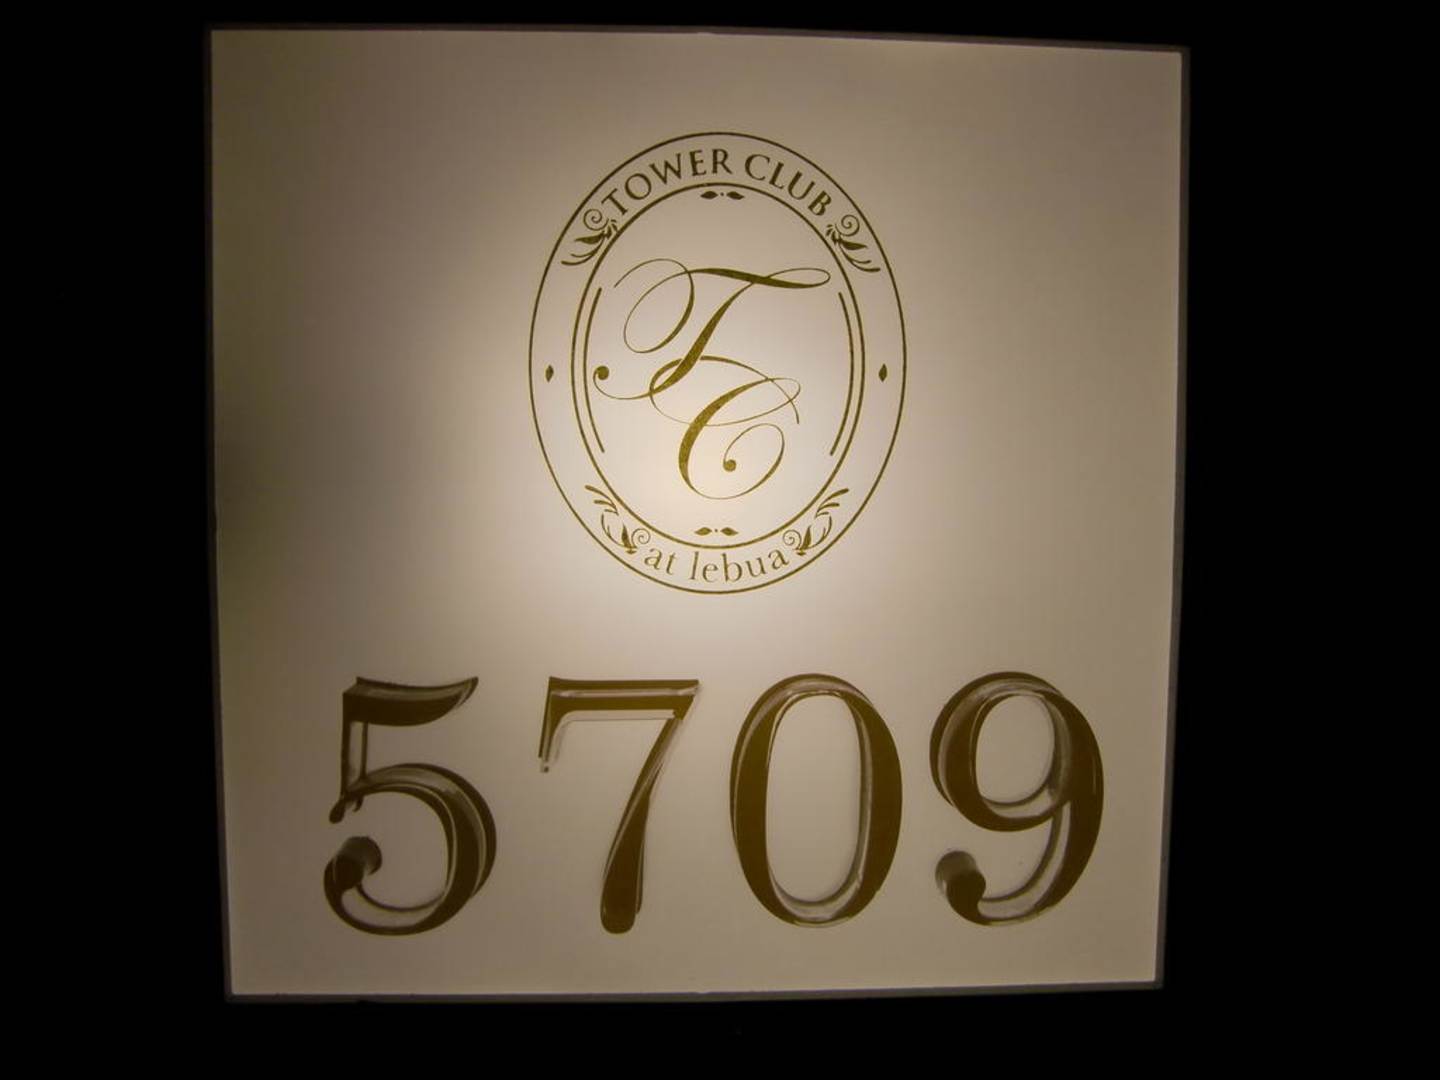 TOWER CLUB
TC
at lebua
5709